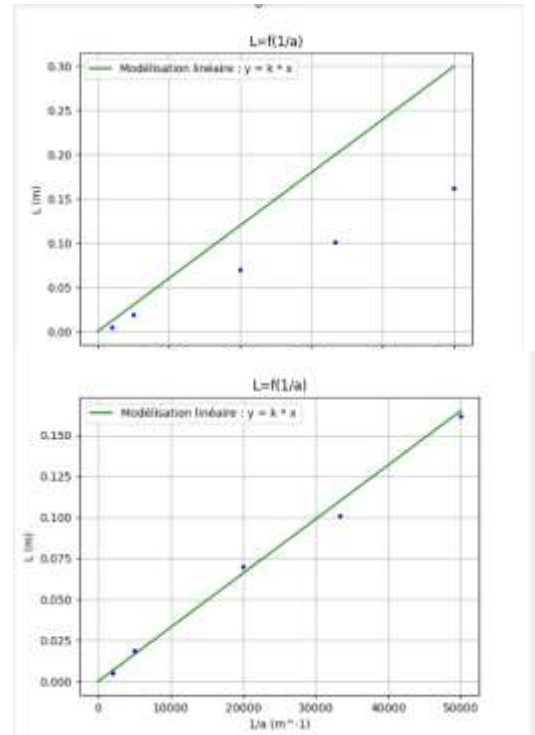 L=f(1/a)
Modélisation linéaire : y = k * x
0.30
0.25
0.20
0.15
0.10
0.05
0.00
L (m)
L=f(1/a)
Modélisation linéaire : y = k * x
0.150
0.125
0.100
0.075
0.050
0.025
0.000
L (m)
0 10000 20000 30000 40000 50000
1/a (m^-1)